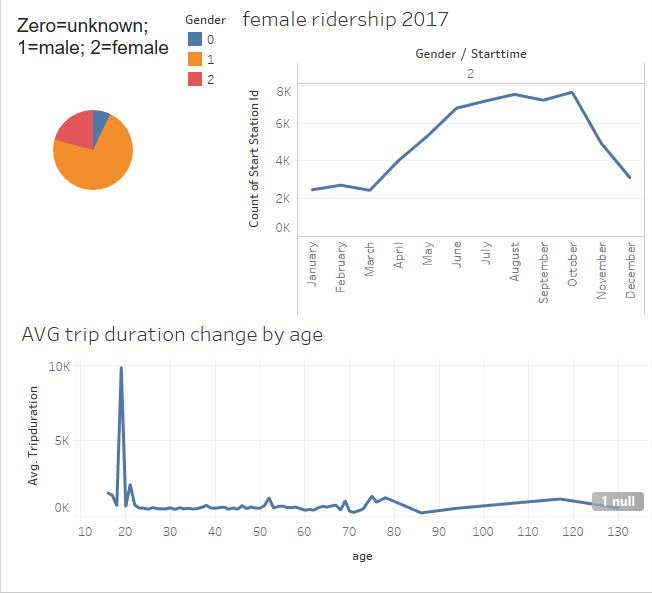 Zero=unknown;
1=male; 2=female
Gender
0
1
2
female ridership 2017
Gender / Starttime
2
Count of Start Station Id
8K
6K
4K
2K
0K
January
February
March
April
May
June
July
August
September
October
November
December
AVG trip duration change by age
Avg. Tripduration
10K
5K
0K
1 null
10
20
30
40
50
60
70
80
90
100
110
120
130
age